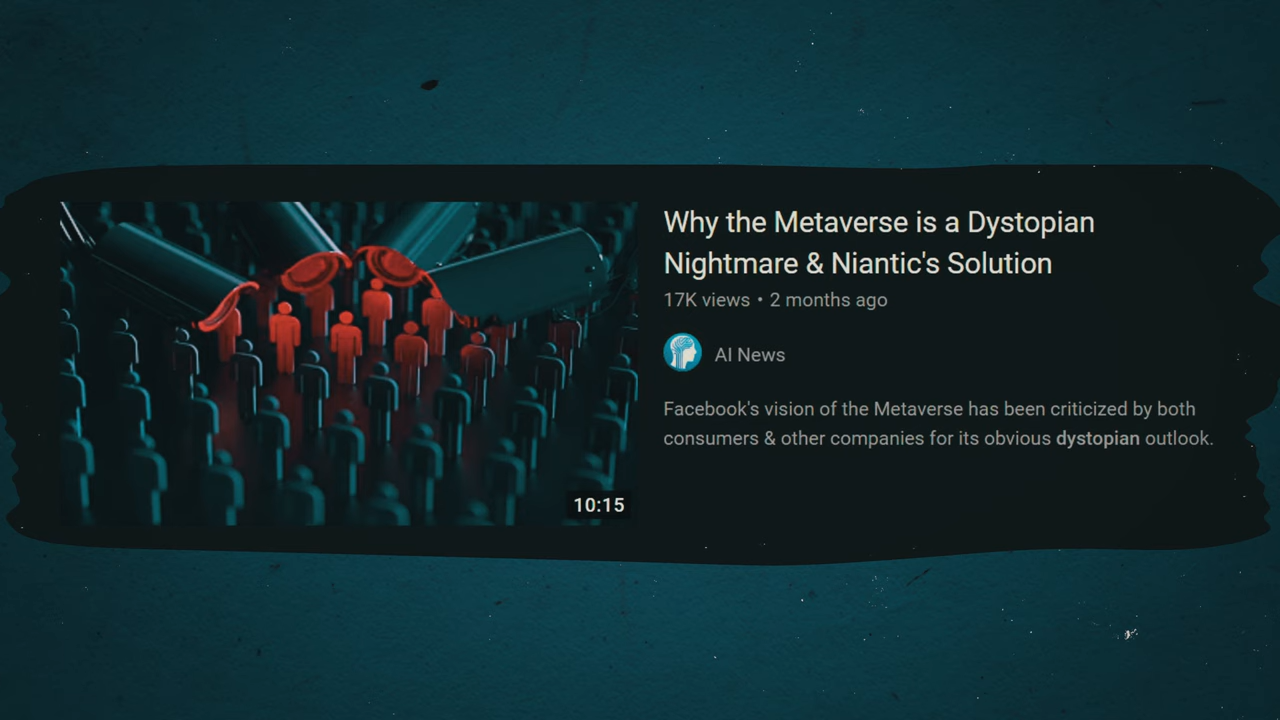 Why the Metaverse is a Dystopian
Nightmare & Niantic's Solution
17K views • 2 months ago
AI News
Facebook's vision of the Metaverse has been criticized by both
consumers & other companies for its obvious dystopian outlook.
10:15